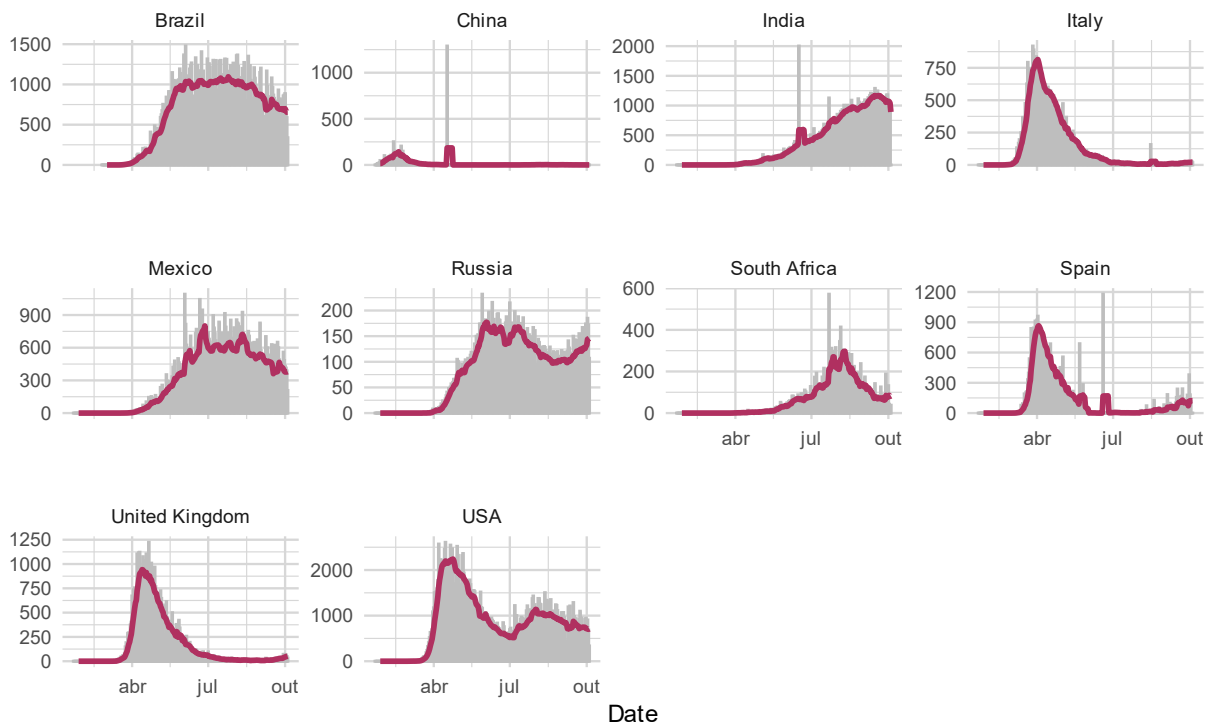 Brazil China India Italy
1500 1000 500 0
1000 500 0
2000 1500 1000 500 0
750 500 250 0
Mexico Russia South Africa Spain
900 600 300 0
200 150 100 50 0
600 400 200 0
1200 900 600 300 0
abr jul out
abr jul out
United Kingdom USA
1250 1000 750 500 250 0
2000 1000 0
abr jul out
abr jul out
Date